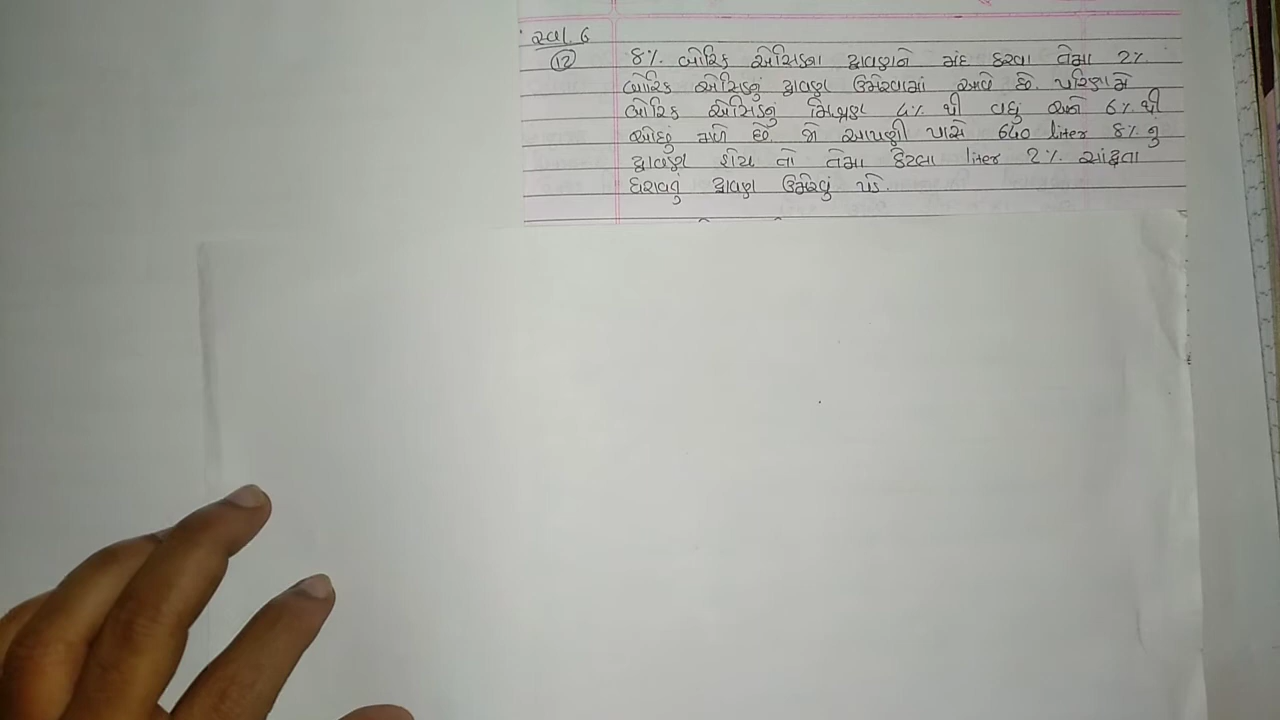 સ્વા. 6
(12) 8% બોરિક એસિડના દ્રાવણને મંદ કરવા તેમા 2%
બોરિક એસિડનું દ્રાવણ ઉમેરવામાં આવે છે. પરિણામે
બોરિક એસિડનું મિશ્રણ 4% થી વધું અને 6% થી
ઓછું મળે છે. જો આપણી પાસે 640 liter 8% નુ
દ્રાવણ હોય તો તેમા કેટલા liter 2% સાંદ્રતા
ધરાવતું દ્રાવણ ઉમેરવું પડે.